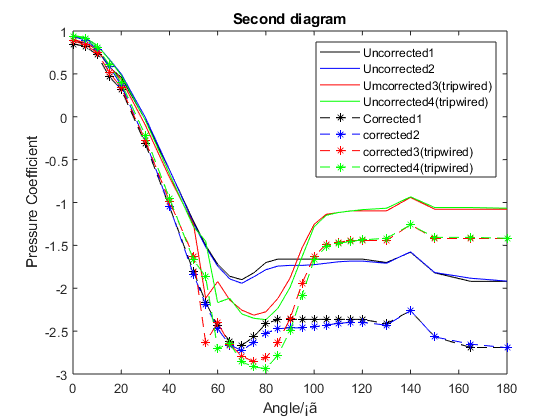 Second diagram
Uncorrected1
Uncorrected2
Umcorrected3(tripwired)
Uncorrected4(tripwired)
Corrected1
corrected2
corrected3(tripwired)
corrected4(tripwired)
Pressure Coefficient
1
0.5
0
-0.5
-1
-1.5
-2
-2.5
-3
0 20 40 60 80 100 120 140 160 180
Angle/¡ã